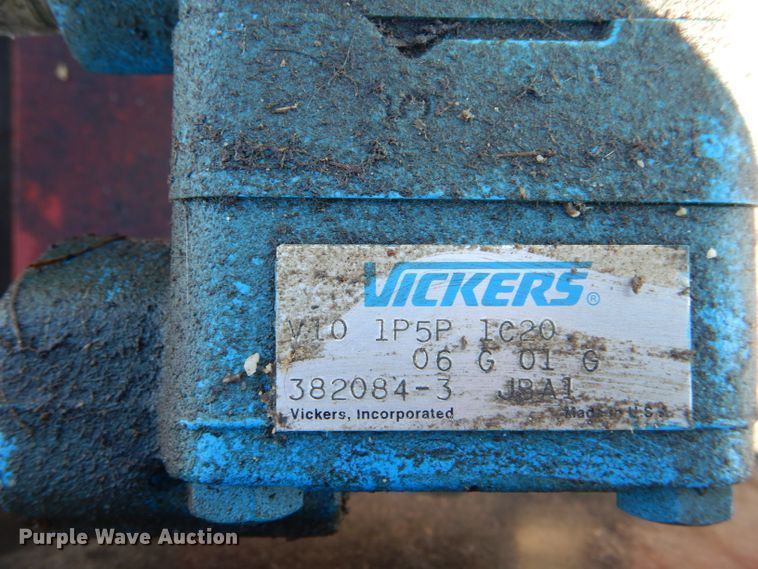 VICKERS®
V10 1P5P 1C20
06 G 01 G
382084-3 JBA1
Vickers, Incorporated Made in U.S.A.
Purple Wave Auction